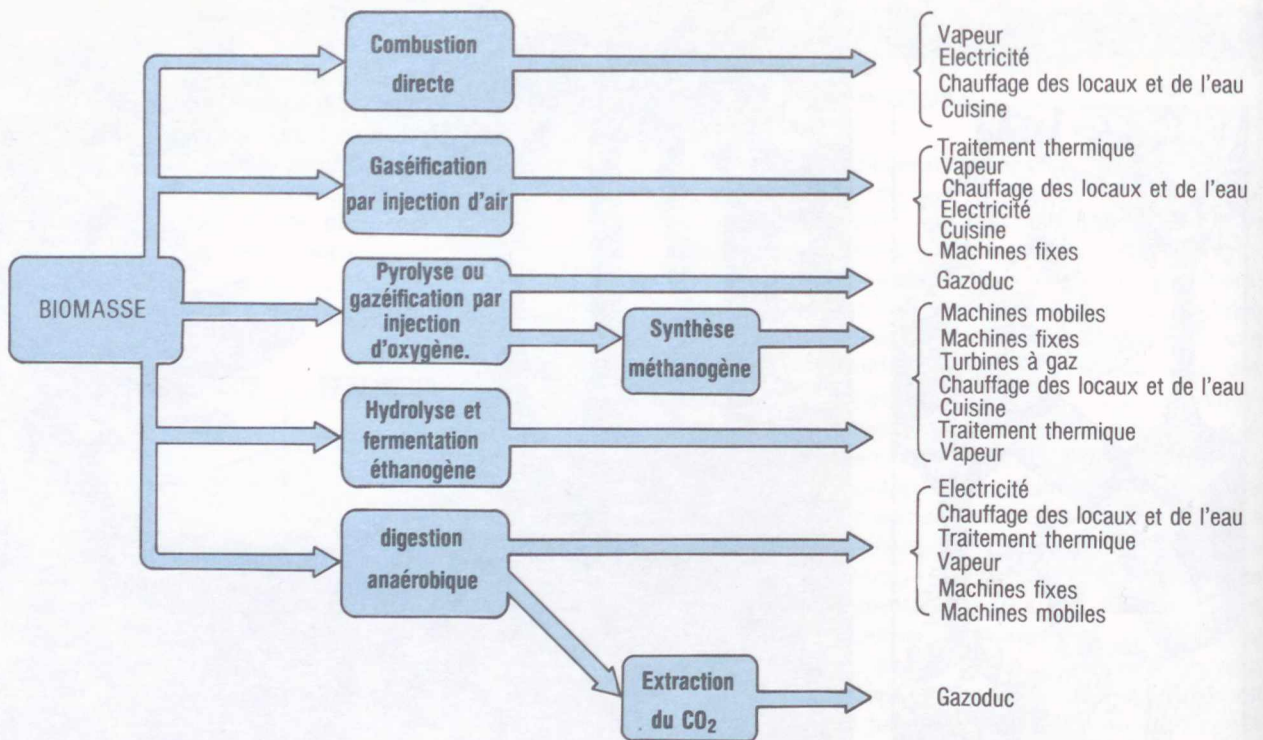 Combustion
directe
Vapeur
Electricité
Chauffage des locaux et de l'eau
Cuisine
Gaséification
par injection d'air
Traitement thermique
Vapeur
Chauffage des locaux et de l'eau
Electricité
Cuisine
Machines fixes
BIOMASSE
Pyrolyse ou
gazéification par
injection
d'oxygène.
Gazoduc
Synthèse
méthanogène
Machines mobiles
Machines fixes
Turbines à gaz
Chauffage des locaux et de l'eau
Cuisine
Traitement thermique
Vapeur
Hydrolyse et
fermentation
éthanogène
digestion
anaérobique
Electricité
Chauffage des locaux et de l'eau
Traitement thermique
Vapeur
Machines fixes
Machines mobiles
Extraction
du CO₂
Gazoduc